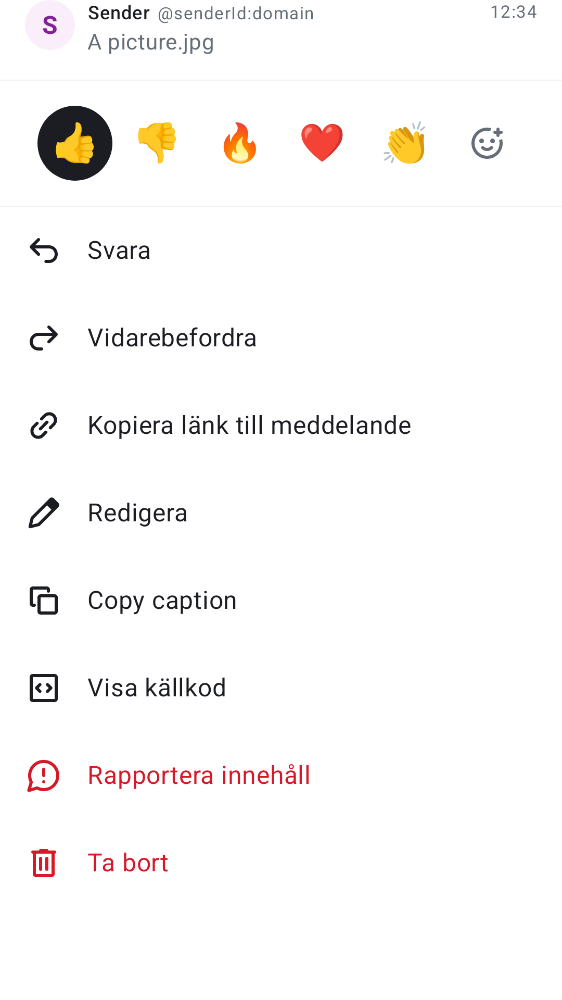 S
Sender @senderId:domain 12:34
A picture.jpg
Svara
Vidarebefordra
Kopiera länk till meddelande
Redigera
Copy caption
Visa källkod
Rapportera innehåll
Ta bort